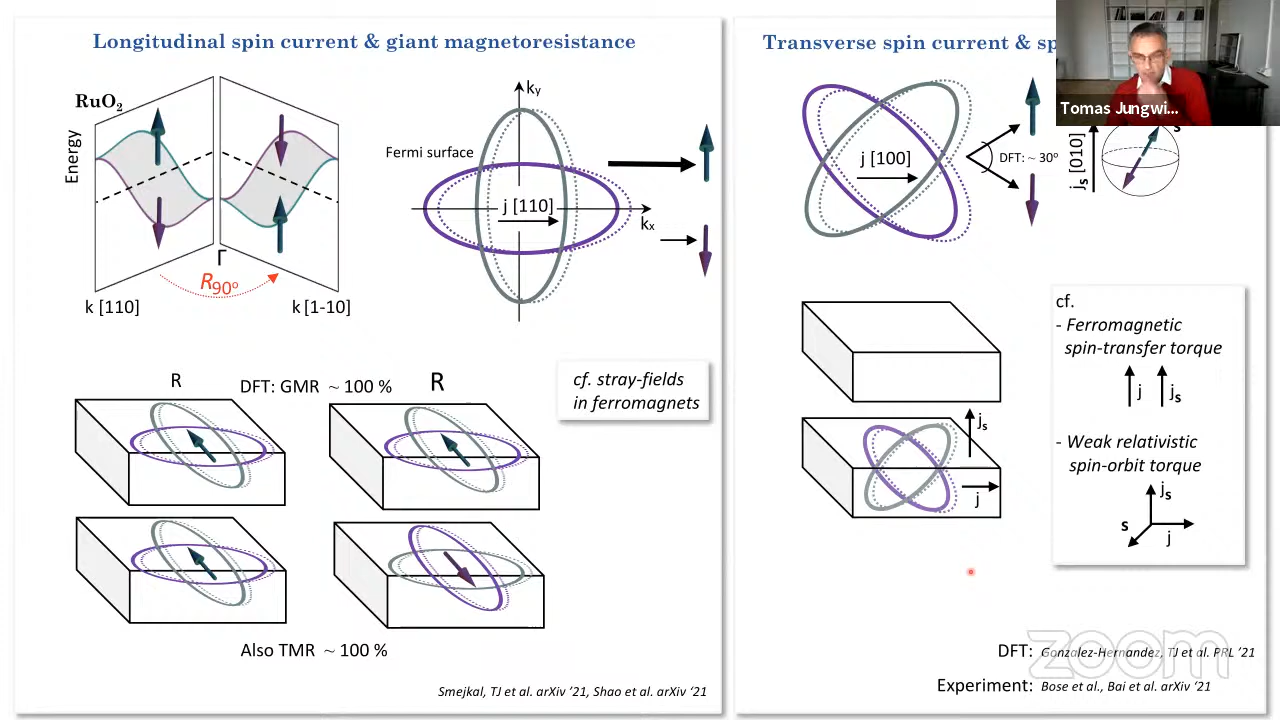 Longitudinal spin current & giant magnetoresistance
RuO₂
Energy
Γ
R90o
k [110]
k [1-10]
ky
Fermi surface
j [110]
kx
R
DFT: GMR ~ 100 %
R
cf. stray-fields
in ferromagnets
Also TMR ~ 100 %
Smejkal, TJ et al. arXiv ‘21, Shao et al. arXiv ‘21
Transverse spin current & sp
Tomas Jungwi...
j [100]
DFT: ~ 30o
js [010]
s
js
j
cf.
- Ferromagnetic
spin-transfer torque
j js
- Weak relativistic
spin-orbit torque
js
s
j
DFT: Gonzalez-Hernandez, TJ et al. PRL ‘21
Experiment: Bose et al., Bai et al. arXiv ‘21
zoom